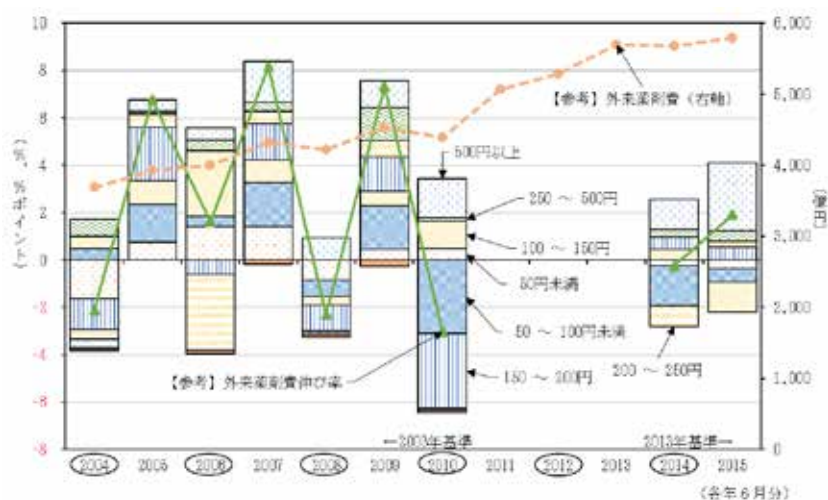 10
8
6
4
2
0
-2
-4
-6
-8
(%、%ポイント)
6,000
5,000
4,000
3,000
2,000
1,000
0
(億円)
【参考】外来薬剤費（右軸）
500円以上
250 ～ 500円
100 ～ 150円
50円未満
50 ～ 100円未満
150 ～ 200円
200 ～ 250円
【参考】外来薬剤費伸び率
←2003年基準
2013年基準→
2004 2005 2006 2007 2008 2009 2010 2011 2012 2013 2014 2015
(各年6月分)